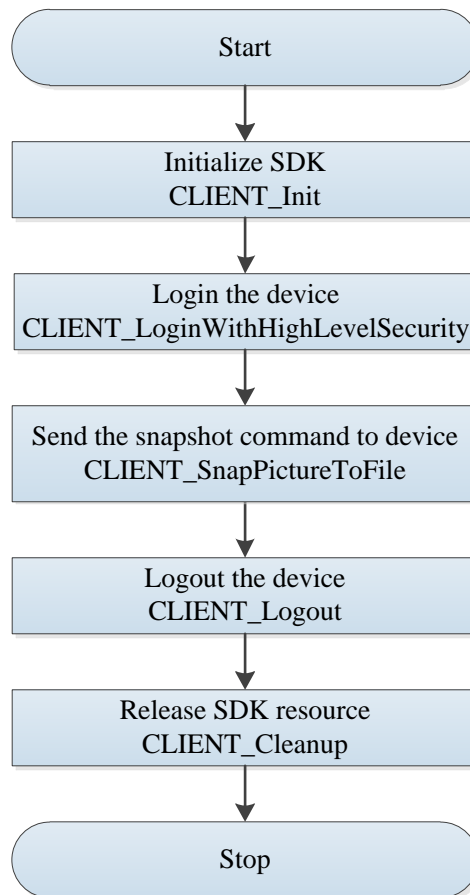 Start
Initialize SDK
CLIENT_Init
Login the device
CLIENT_LoginWithHighLevelSecurity
Send the snapshot command to device
CLIENT_SnapPictureToFile
Logout the device
CLIENT_Logout
Release SDK resource
CLIENT_Cleanup
Stop